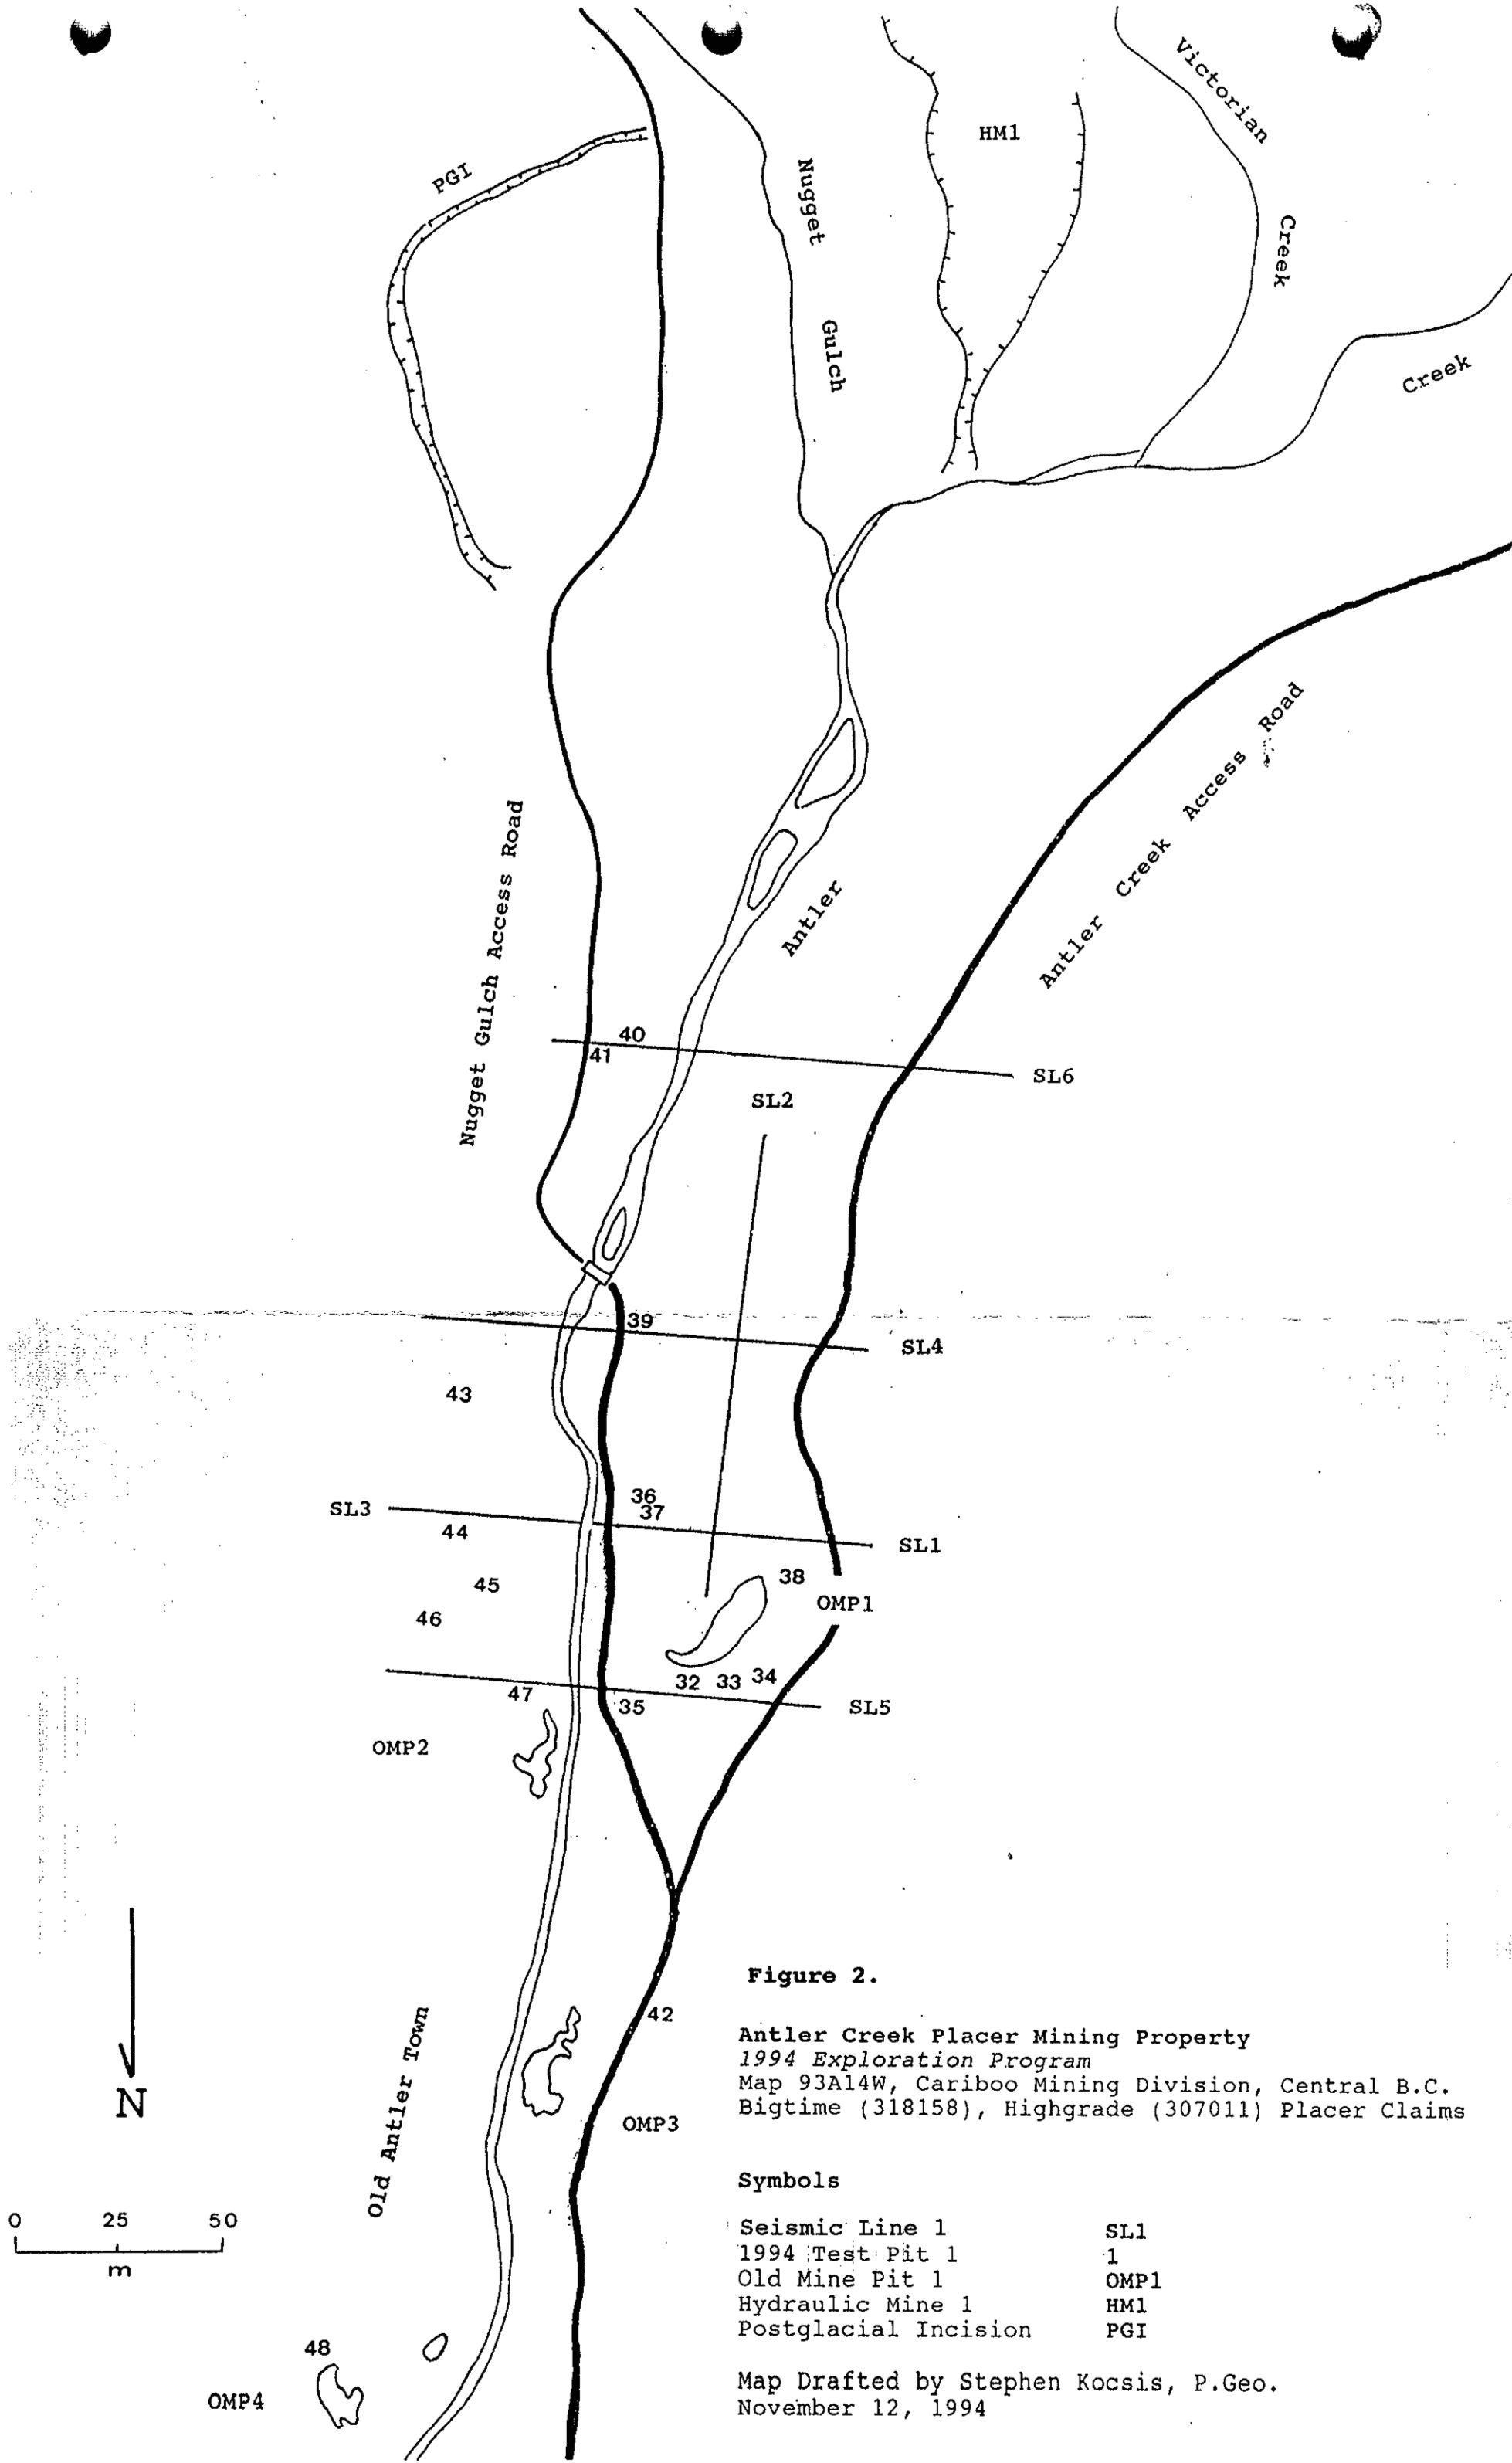 Victorian
HM1
PGI
Nugget
Creek
Gulch
Creek
Antler Creek Access Road
Nugget Gulch Access Road
Antler
40
41
SL6
SL2
39
SL4
43
36
SL3
37
44
SL1
38
45
OMP1
46
34
32
33
47
35
SL5
OMP2
Figure 2.
42
Old Antler Town
Antler Creek Placer Mining Property
1994 Exploration Program
Map 93A14W, Cariboo Mining Division, Central B.C.
N
Bigtime (318158), Highgrade (307011) Placer Claims
OMP3
Symbols
0 25 50
m
Seismic Line 1 SL1
1994 Test Pit 1 1
Old Mine Pit 1 OMP1
Hydraulic Mine 1 HM1
Postglacial Incision PGI
48
Map Drafted by Stephen Kocsis, P.Geo.
OMP4
November 12, 1994